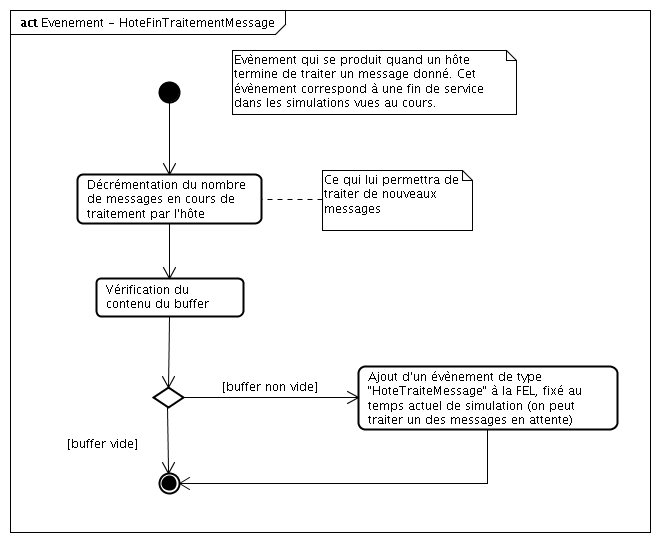 act Evenement - HoteFinTraitementMessage
Evènement qui se produit quand un hôte
termine de traiter un message donné. Cet
évènement correspond à une fin de service
dans les simulations vues au cours.
Décrémentation du nombre
de messages en cours de
traitement par l'hôte
Ce qui lui permettra de
traiter de nouveaux
messages
Vérification du
contenu du buffer
[buffer non vide]
Ajout d'un évènement de type
"HoteTraiteMessage" à la FEL, fixé au
temps actuel de simulation (on peut
traiter un des messages en attente)
[buffer vide]